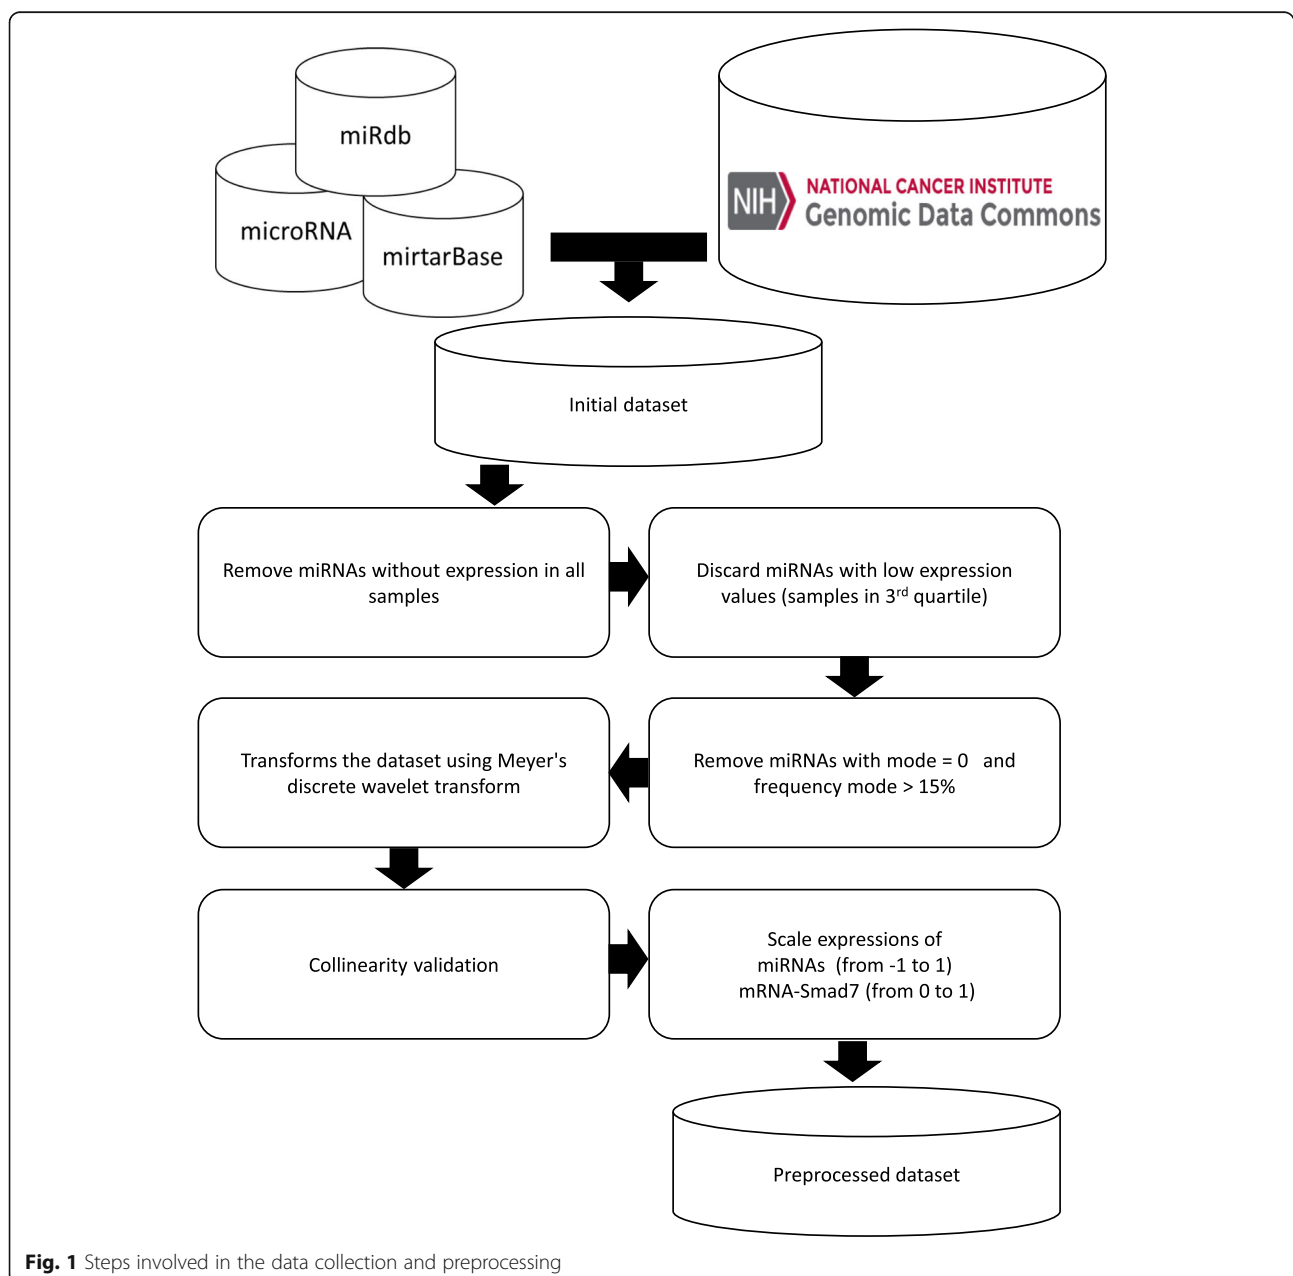 miRdb
microRNA
mirtarBase
NIH
NATIONAL CANCER INSTITUTE
Genomic Data Commons
Initial dataset
Remove miRNAs without expression in all
samples
Discard miRNAs with low expression
values (samples in 3rd quartile)
Transforms the dataset using Meyer's
discrete wavelet transform
Remove miRNAs with mode = 0 and
frequency mode > 15%
Collinearity validation
Scale expressions of
miRNAs (from -1 to 1)
mRNA-Smad7 (from 0 to 1)
Preprocessed dataset
Fig. 1 Steps involved in the data collection and preprocessing